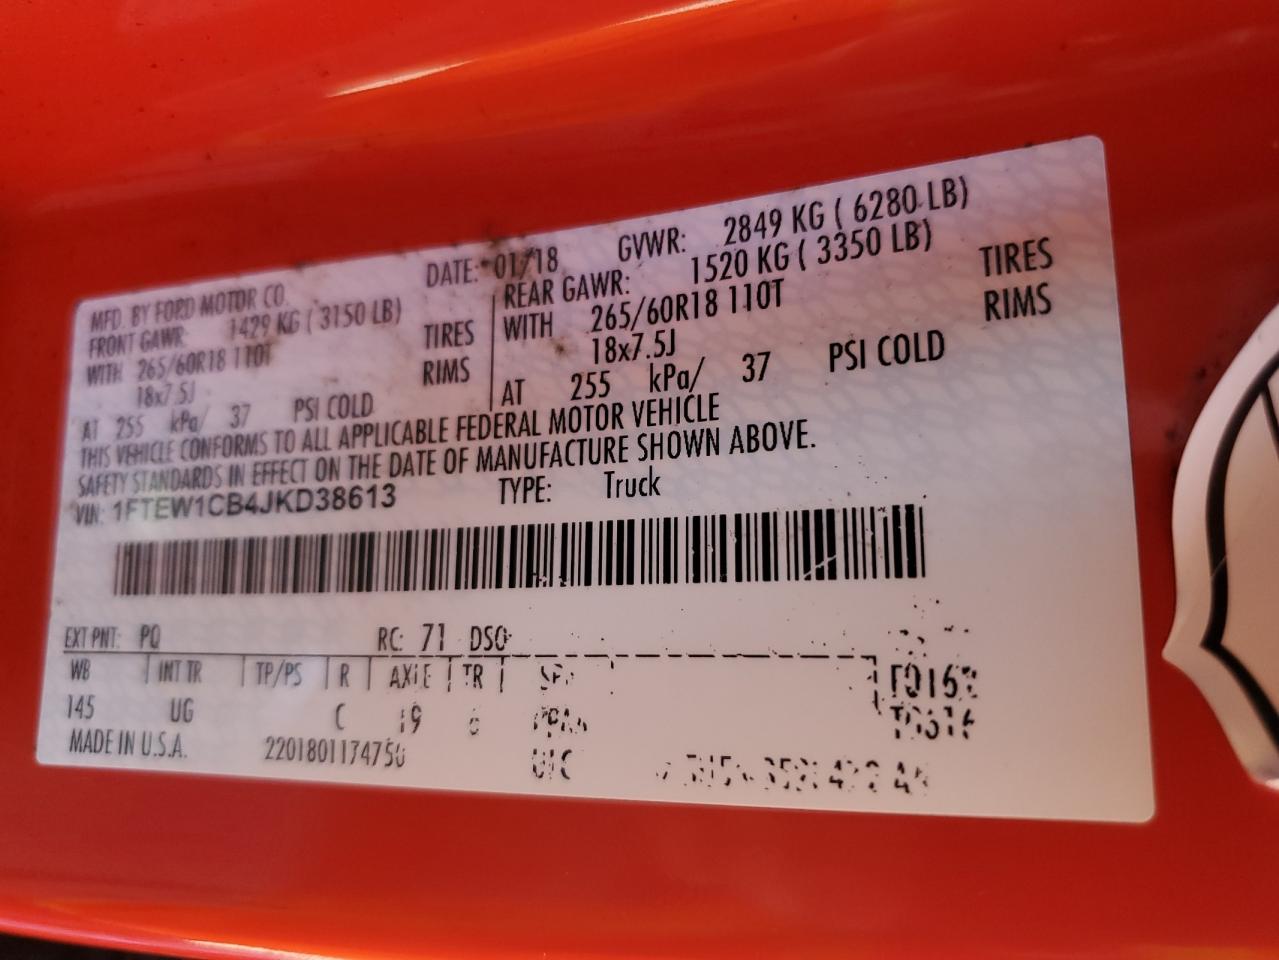 MFD. BY FORD MOTOR CO. DATE: 01/18 GVWR: 2849 KG ( 6280 LB)
FRONT GAWR: 1429 KG ( 3150 LB) REAR GAWR: 1520 KG ( 3350 LB)
WITH 265/60R18 110T TIRES WITH 265/60R18 110T TIRES
18x7.5J RIMS 18x7.5J RIMS
AT 255 kPa/ 37 PSI COLD AT 255 kPa/ 37 PSI COLD
THIS VEHICLE CONFORMS TO ALL APPLICABLE FEDERAL MOTOR VEHICLE
SAFETY STANDARDS IN EFFECT ON THE DATE OF MANUFACTURE SHOWN ABOVE.
VIN: 1FTEW1CB4JKD38613 TYPE: Truck
EXT PNT: PQ RC: 71 DSO:
WB INT TR TP/PS R AXLE TR
145 UG C 19 6
MADE IN U.S.A. 2201801174750